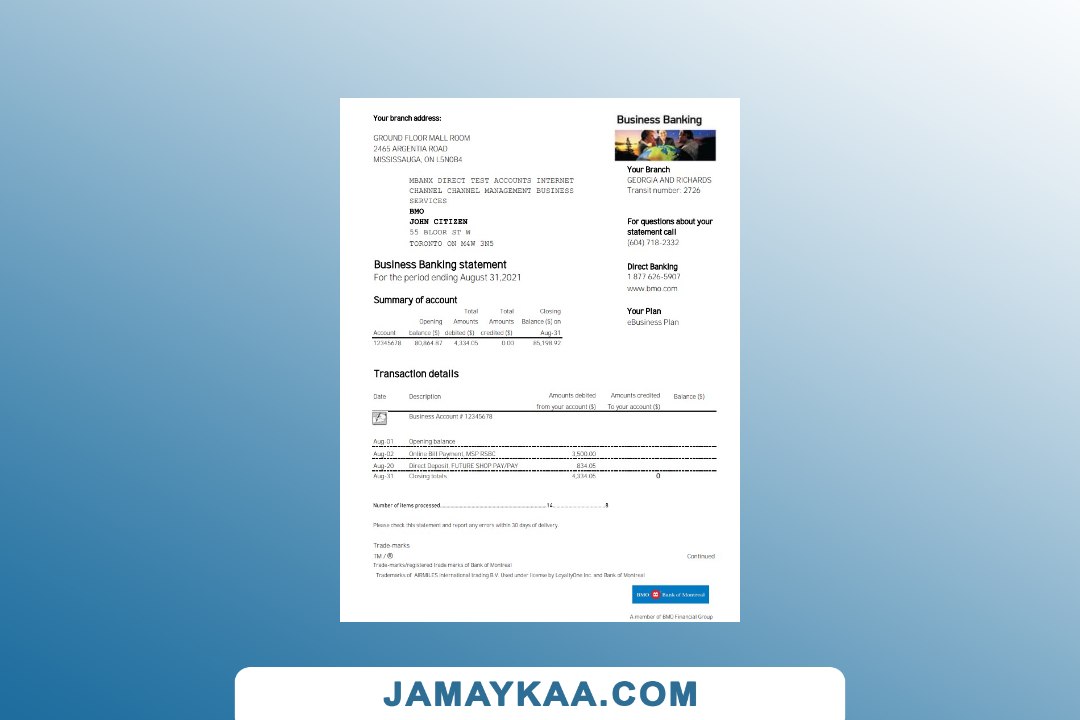 Your branch address:
GROUND FLOOR MALL ROOM
2465 ARGENTIA ROAD
MISSISSAUGA, ON L5N0B4
MBANX DIRECT TEST ACCOUNTS INTERNET
CHANNEL CHANNEL MANAGEMENT BUSINESS
SERVICES
BMO
JOHN CITIZEN
55 BLOOR ST W
TORONTO ON M4W 3N5
Business Banking
Your Branch
GEORGIA AND RICHARDS
Transit number: 2726
For questions about your
statement call
(604) 718-2332
Direct Banking
1 877 626-5907
www.bmo.com
Your Plan
eBusiness Plan
Business Banking statement
For the period ending August 31,2021
Summary of account
Total Total Closing
Opening Amounts Amounts Balance ($) on
Account balance ($) debited ($) credited ($) Aug-31
12345678 80,864.87 4,334.05 0.00 85,198.92
Transaction details
Date Description Amounts debited Amounts credited Balance ($)
from your account ($) To your account ($)
Business Account # 12345678
Aug-01 Opening balance
Aug-02 Online Bill Payment, MSP RSBC 3,500.00
Aug-20 Direct Deposit, FUTURE SHOP PAY/PAY 834.05
Aug-31 Closing totals 4,334.05 0
Number of items processed 14 8
Please check this statement and report any errors within 30 days of delivery.
Trade-marks
TM / ®
Continued
Trade-marks/registered trade marks of Bank of Montreal
Trademarks of AIRMILES International trading B.V. Used under license by LoyaltyOne Inc. and Bank of Montreal
BMO Bank of Montreal
A member of BMO Financial Group
JAMAYKAA.COM